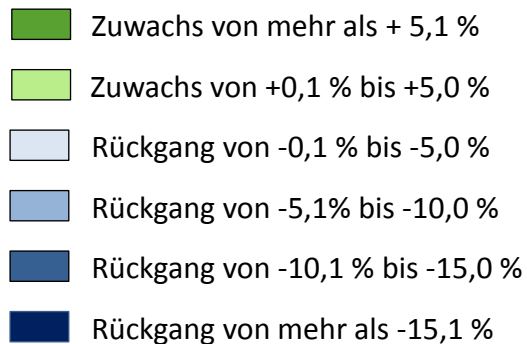 Zuwachs von mehr als + 5,1 %
Zuwachs von +0,1 % bis +5,0 %
Rückgang von -0,1 % bis -5,0 %
Rückgang von -5,1% bis -10,0 %
Rückgang von -10,1 % bis -15,0 %
Rückgang von mehr als -15,1 %